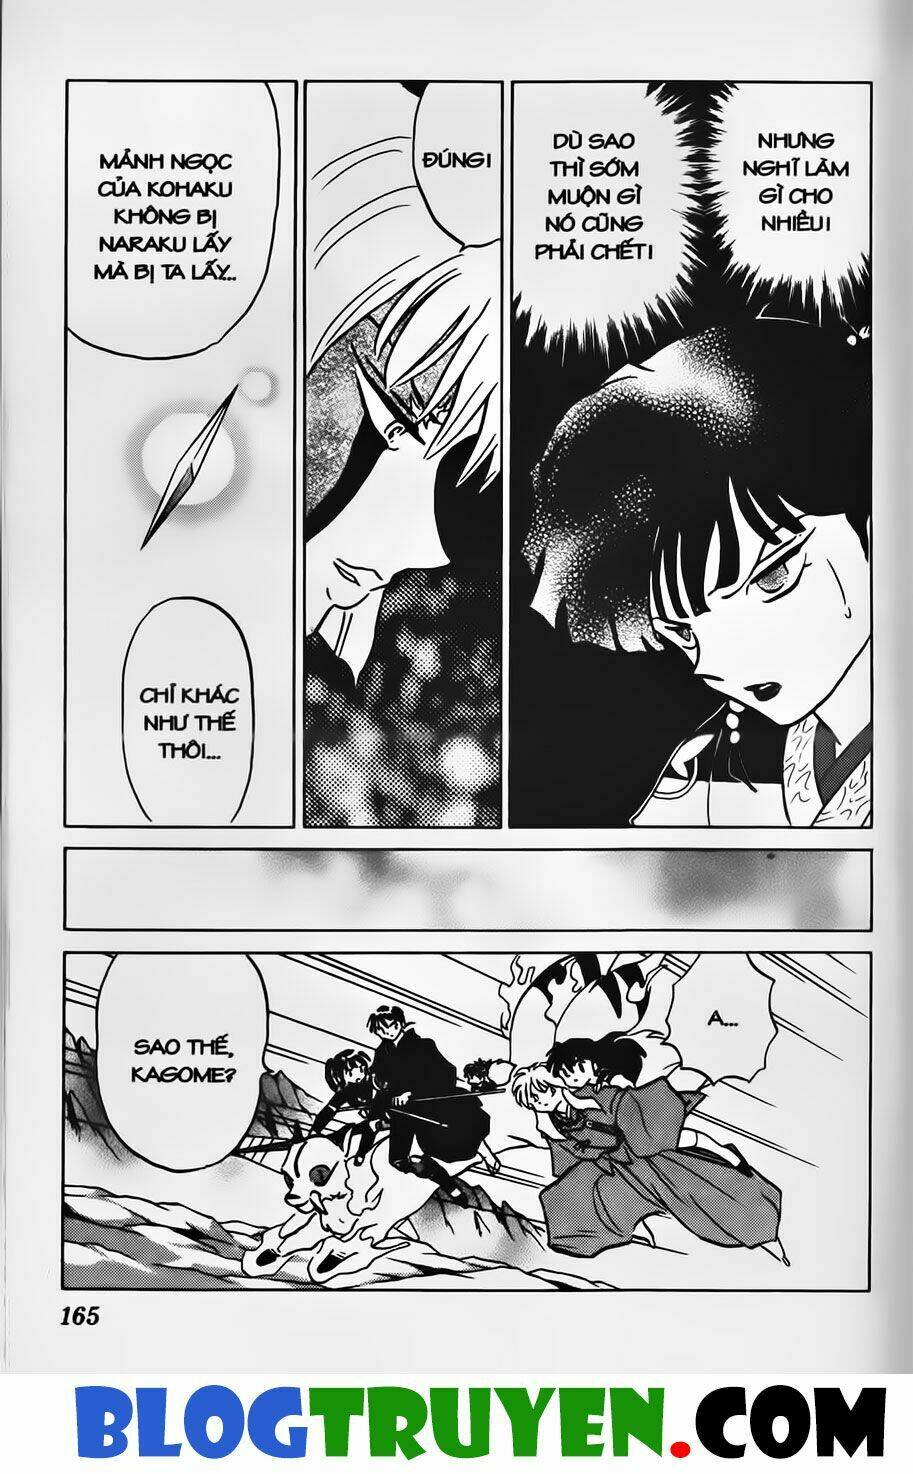 NHƯNG
NGHĨ LÀM
GÌ CHO
NHIỀU!
DÙ SAO
THÌ SỚM
MUỘN GÌ
NÓ CŨNG
PHẢI CHẾT!
ĐÚNG!
MẢNH NGỌC
CỦA KOHAKU
KHÔNG BỊ
NARAKU LẤY
MÀ BỊ TA LẤY...
CHỈ KHÁC
NHƯ THẾ
THÔI...
A...
SAO THẾ,
KAGOME?
165
BLOGTRUYEN.COM